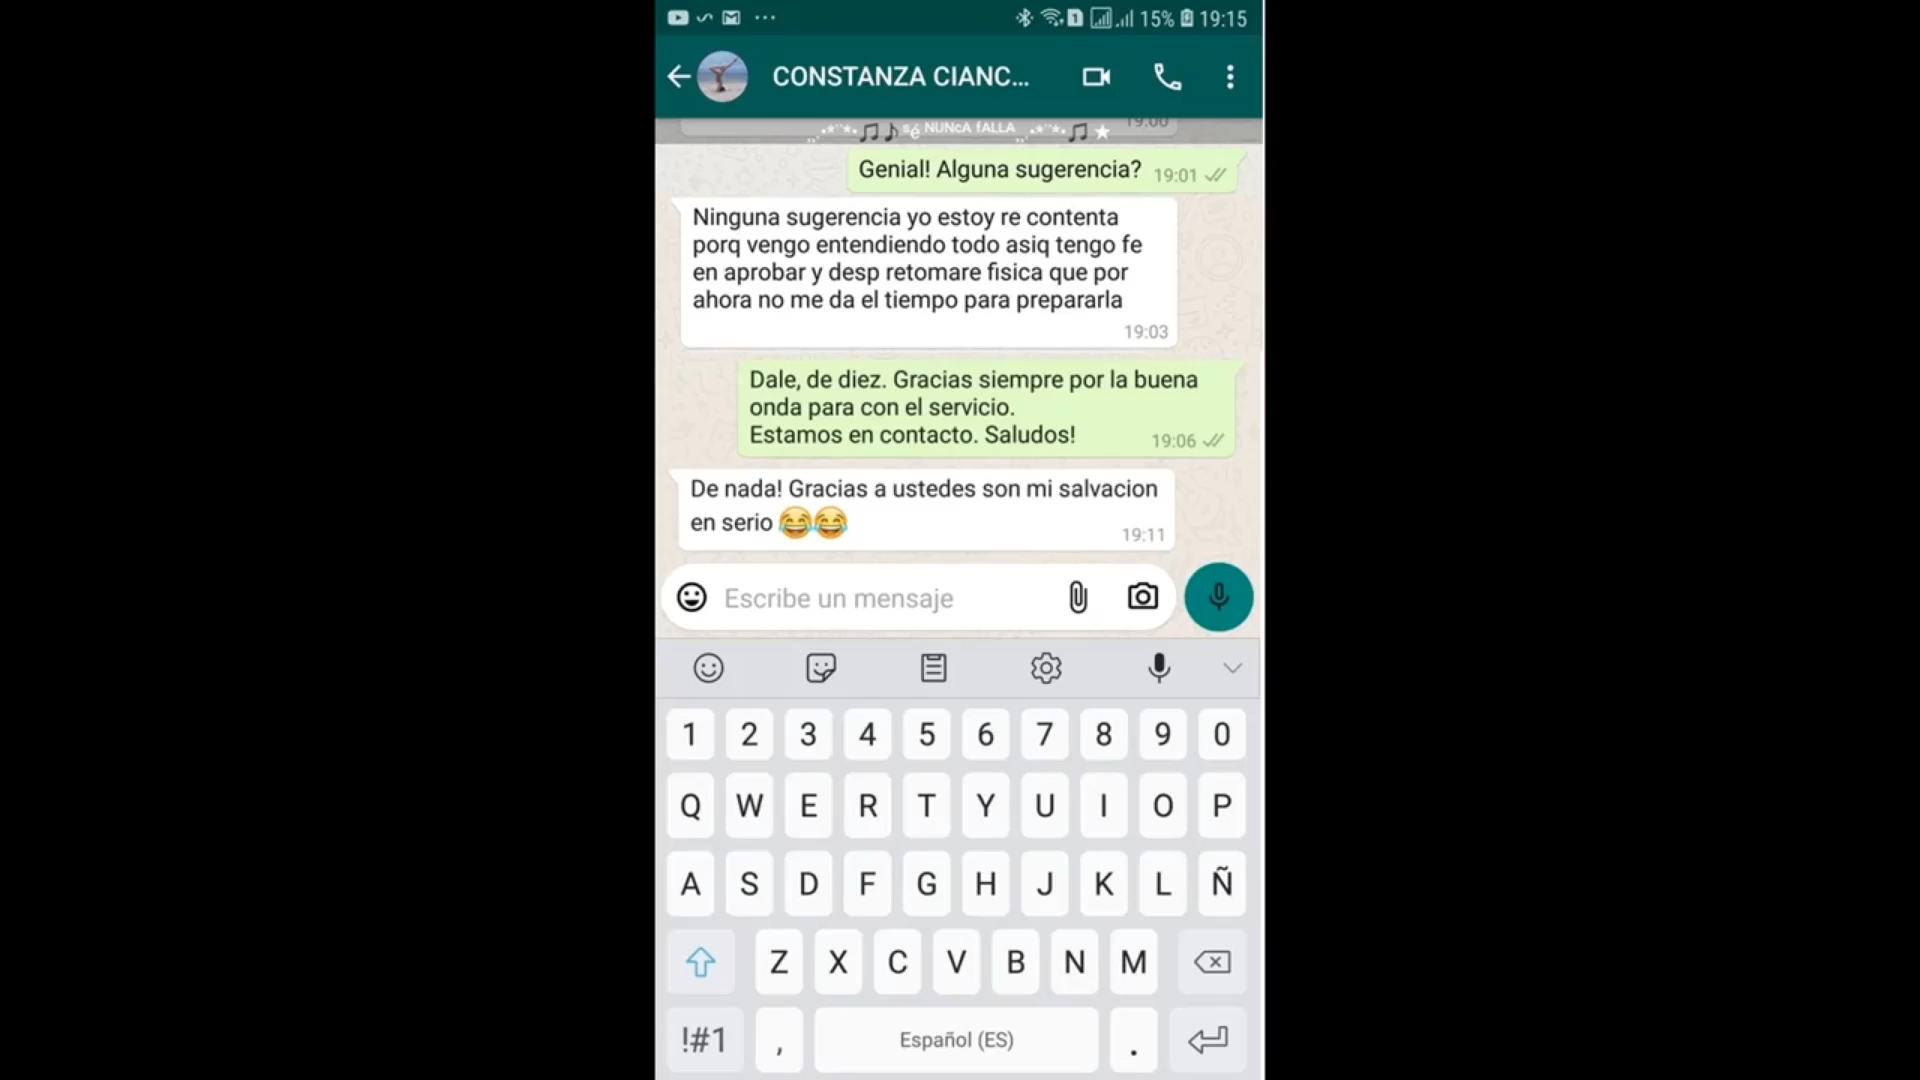 15% 19:15
CONSTANZA CIANC...
19:00
sé NUNcA fALLA
Genial! Alguna sugerencia? 19:01
Ninguna sugerencia yo estoy re contenta
porq vengo entendiendo todo asiq tengo fe
en aprobar y desp retomare fisica que por
ahora no me da el tiempo para prepararla
19:03
Dale, de diez. Gracias siempre por la buena
onda para con el servicio.
Estamos en contacto. Saludos! 19:06
De nada! Gracias a ustedes son mi salvacion
en serio 😂😂
19:11
Escribe un mensaje
1 2 3 4 5 6 7 8 9 0
Q W E R T Y U I O P
A S D F G H J K L Ñ
Z X C V B N M
!#1 , Español (ES) .